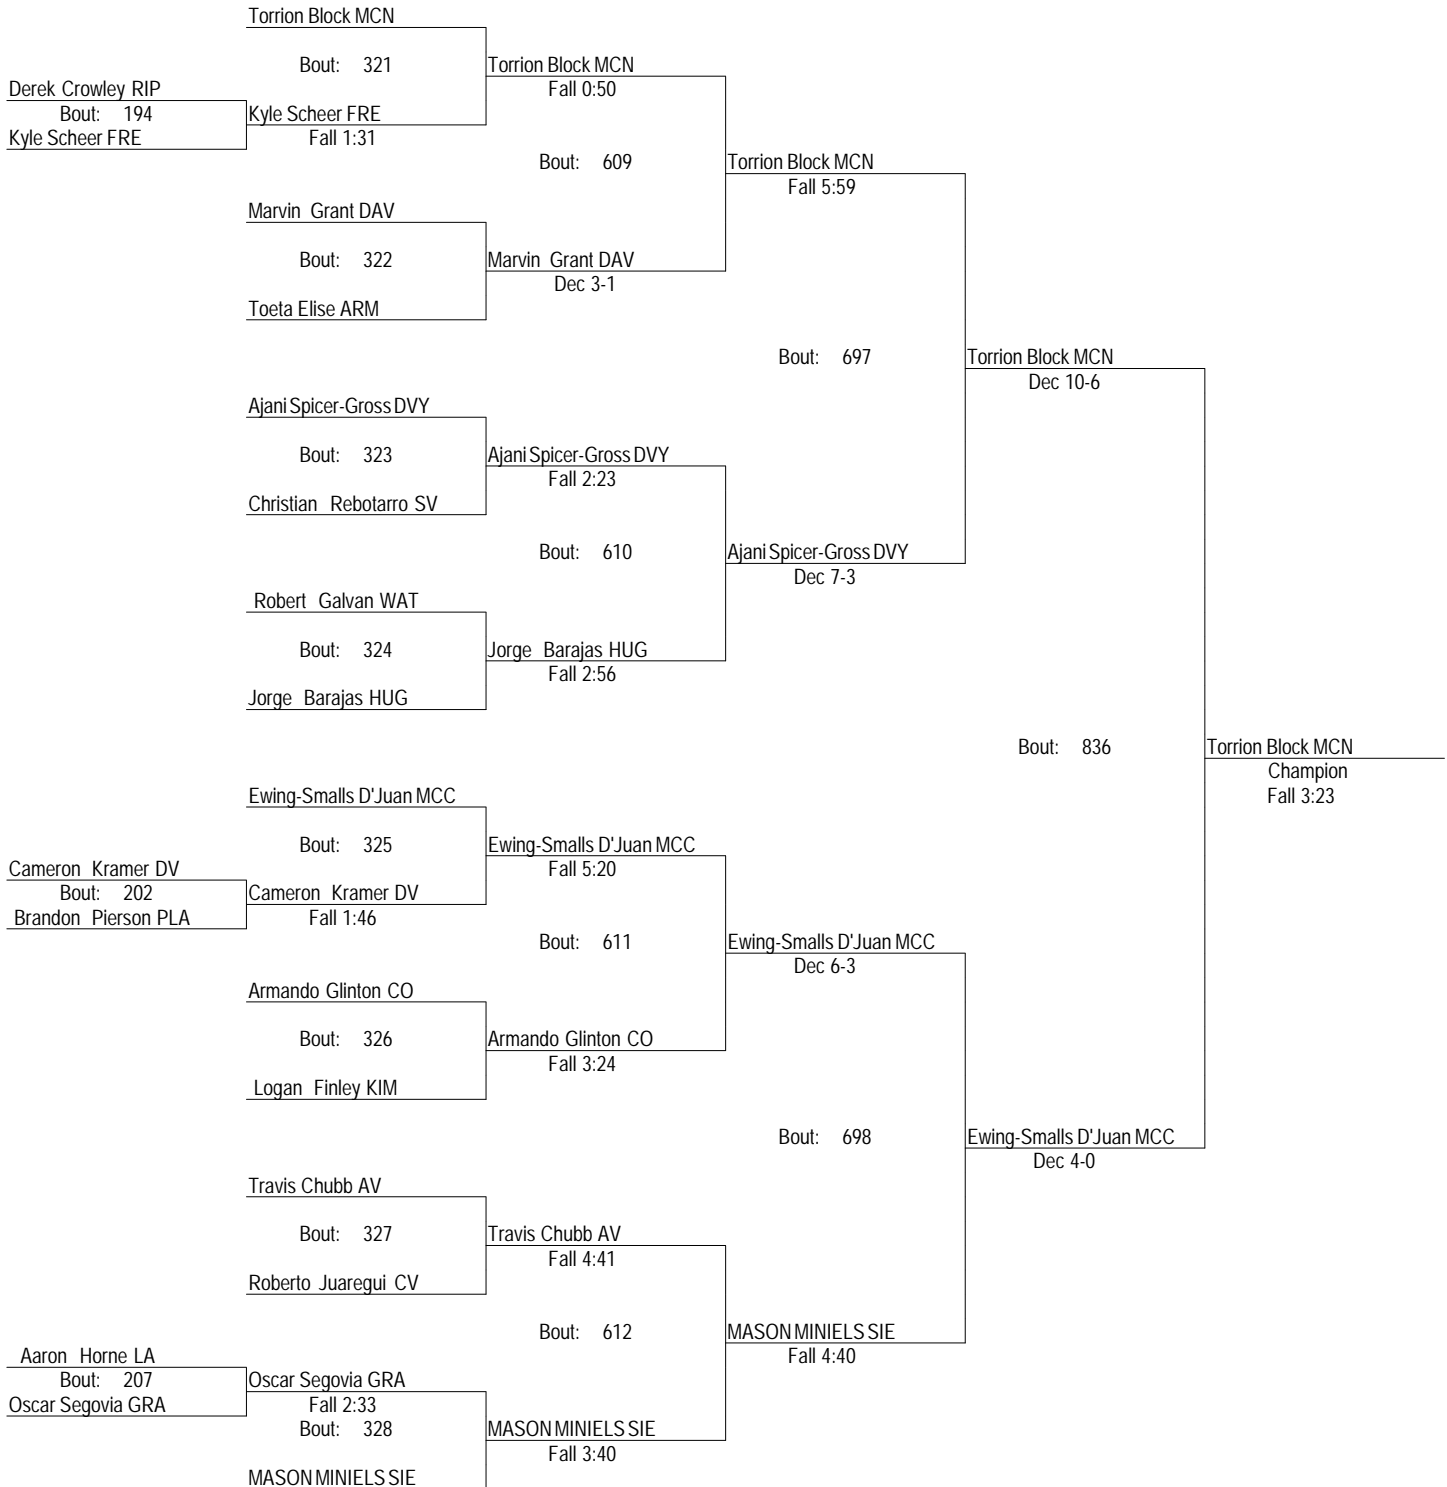 Torrion Block MCN
Bout: 321
Torrion Block MCN
Fall 0:50
Derek Crowley RIP
Bout: 194
Kyle Scheer FRE
Kyle Scheer FRE
Fall 1:31
Bout: 609
Torrion Block MCN
Fall 5:59
Marvin Grant DAV
Bout: 322
Marvin Grant DAV
Dec 3-1
Toeta Elise ARM
Bout: 697
Torrion Block MCN
Dec 10-6
Ajani Spicer-Gross DVY
Bout: 323
Ajani Spicer-Gross DVY
Fall 2:23
Christian Rebotarro SV
Bout: 610
Ajani Spicer-Gross DVY
Dec 7-3
Robert Galvan WAT
Bout: 324
Jorge Barajas HUG
Fall 2:56
Jorge Barajas HUG
Bout: 836
Torrion Block MCN
Champion
Fall 3:23
Ewing-Smalls D'Juan MCC
Bout: 325
Ewing-Smalls D'Juan MCC
Fall 5:20
Cameron Kramer DV
Bout: 202
Brandon Pierson PLA
Cameron Kramer DV
Fall 1:46
Bout: 611
Ewing-Smalls D'Juan MCC
Dec 6-3
Armando Glinton CO
Bout: 326
Armando Glinton CO
Fall 3:24
Logan Finley KIM
Bout: 698
Ewing-Smalls D'Juan MCC
Dec 4-0
Travis Chubb AV
Bout: 327
Travis Chubb AV
Fall 4:41
Roberto Juaregui CV
Bout: 612
MASON MINIELS SIE
Fall 4:40
Aaron Horne LA
Bout: 207
Oscar Segovia GRA
Oscar Segovia GRA
Fall 2:33
Bout: 328
MASON MINIELS SIE
Fall 3:40
MASON MINIELS SIE